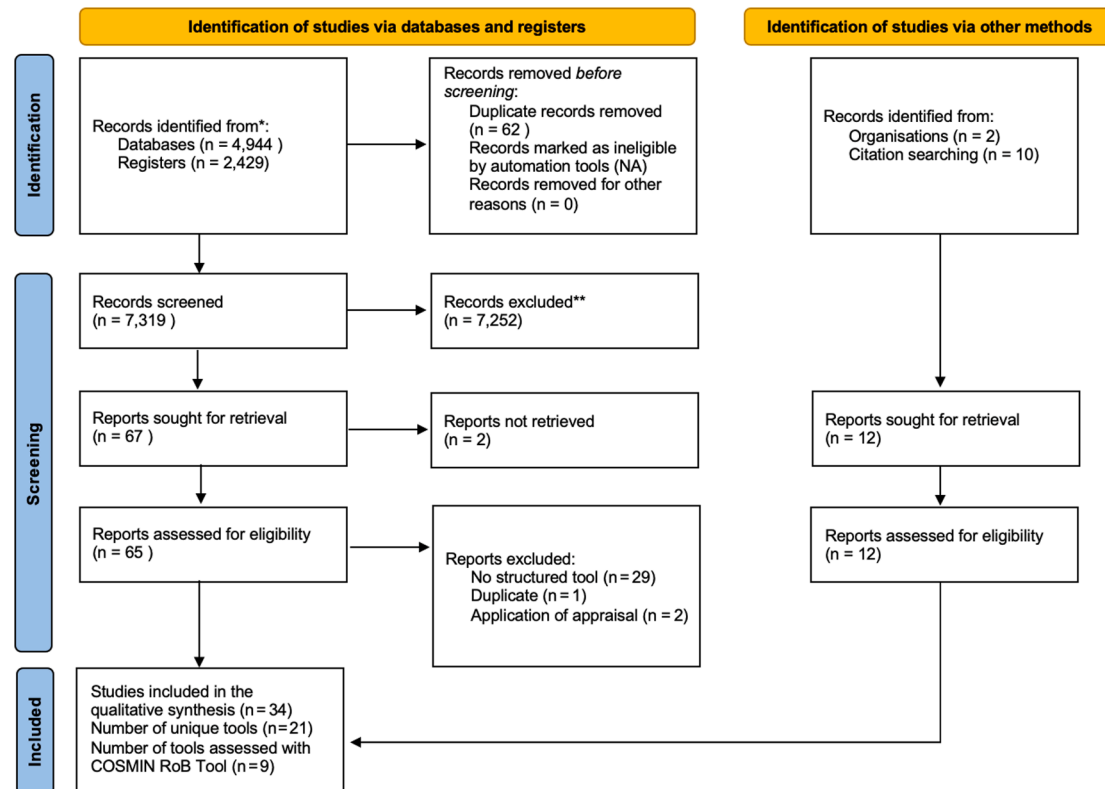 Identification of studies via databases and registers
Identification of studies via other methods
Identification
Records identified from*:
Databases (n = 4,944 )
Registers (n = 2,429)
Records removed before
screening:
Duplicate records removed
(n = 62 )
Records marked as ineligible
by automation tools (NA)
Records removed for other
reasons (n = 0)
Records identified from:
Organisations (n = 2)
Citation searching (n = 10)
Screening
Records screened
(n = 7,319 )
Records excluded**
(n = 7,252)
Reports sought for retrieval
(n = 67 )
Reports not retrieved
(n = 2)
Reports sought for retrieval
(n = 12)
Reports assessed for eligibility
(n = 65 )
Reports excluded:
No structured tool (n = 29)
Duplicate (n = 1)
Application of appraisal (n = 2)
Reports assessed for eligibility
(n = 12)
Included
Studies included in the
qualitative synthesis (n = 34)
Number of unique tools (n=21)
Number of tools assessed with
COSMIN RoB Tool (n = 9)